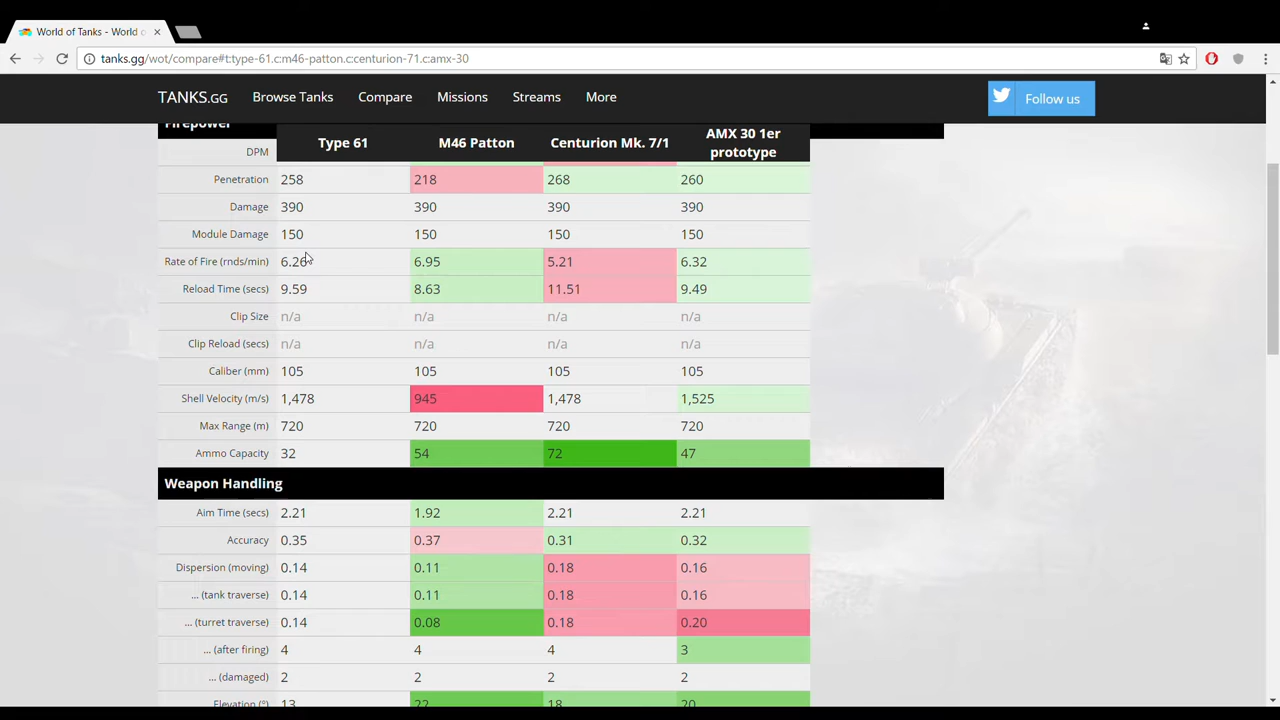 World of Tanks - World o
tanks.gg/wot/compare#t:type-61.c:m46-patton.c:centurion-71.c:amx-30
TANKS.GG Browse Tanks Compare Missions Streams More Follow us
Firepower
Type 61 M46 Patton Centurion Mk. 7/1 AMX 30 1er prototype
DPM
Penetration 258 218 268 260
Damage 390 390 390 390
Module Damage 150 150 150 150
Rate of Fire (rnds/min) 6.26 6.95 5.21 6.32
Reload Time (secs) 9.59 8.63 11.51 9.49
Clip Size n/a n/a n/a n/a
Clip Reload (secs) n/a n/a n/a n/a
Caliber (mm) 105 105 105 105
Shell Velocity (m/s) 1,478 945 1,478 1,525
Max Range (m) 720 720 720 720
Ammo Capacity 32 54 72 47
Weapon Handling
Aim Time (secs) 2.21 1.92 2.21 2.21
Accuracy 0.35 0.37 0.31 0.32
Dispersion (moving) 0.14 0.11 0.18 0.16
... (tank traverse) 0.14 0.11 0.18 0.16
... (turret traverse) 0.14 0.08 0.18 0.20
... (after firing) 4 4 4 3
... (damaged) 2 2 2 2
Elevation (°) 13 22 18 20